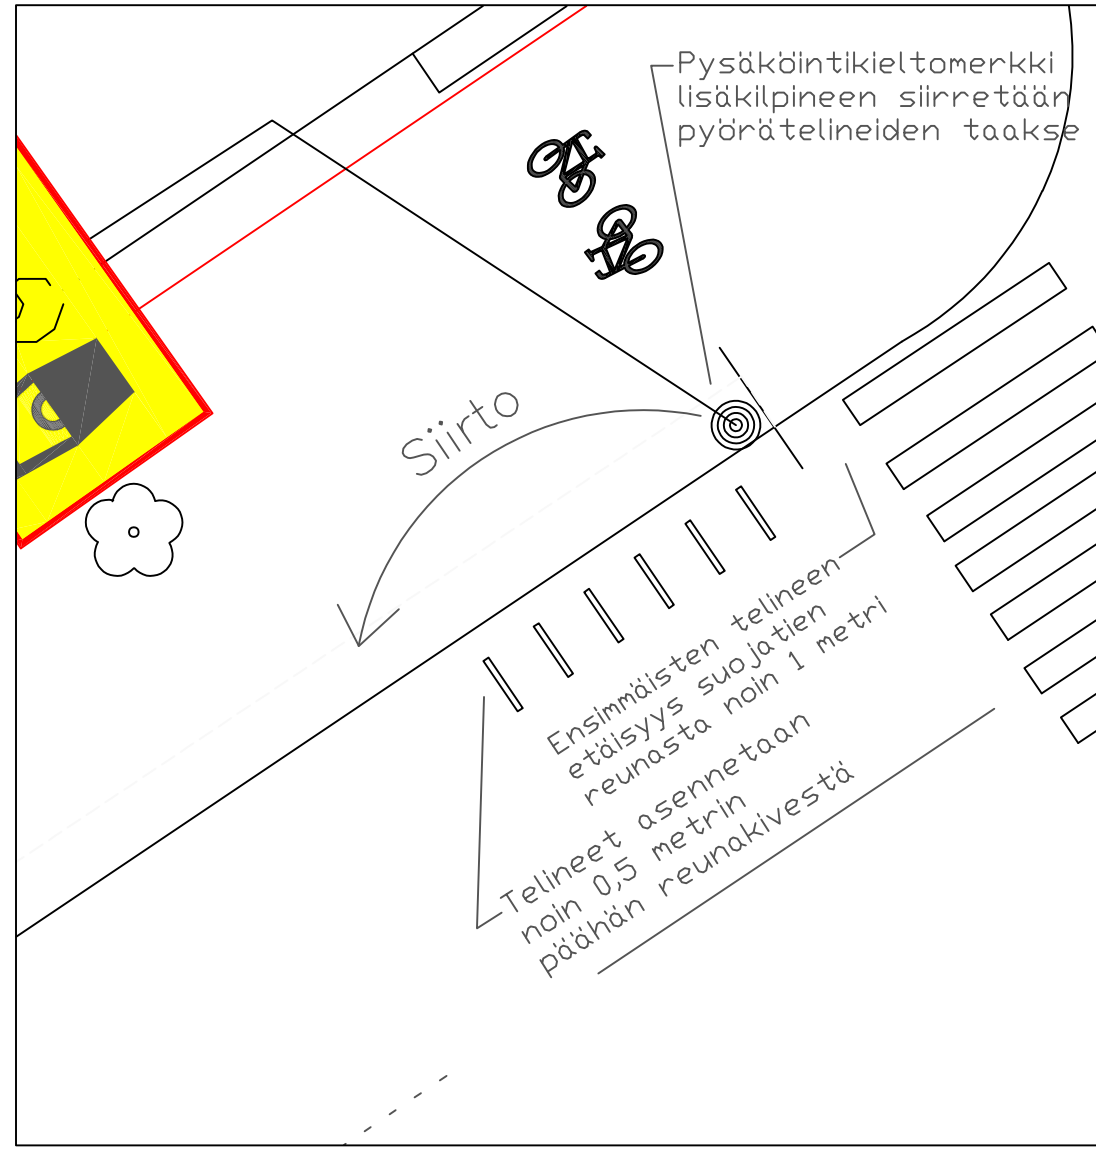 Pysäköintikieltomerkki
lisäkilpineen siirretään
pyörätelineiden taakse
Siirto
Ensimmäisten telineen
etäisyys suojatien
reunasta noin 1 metri
Telineet asennetaan
noin 0,5 metrin
päähän reunakivestä